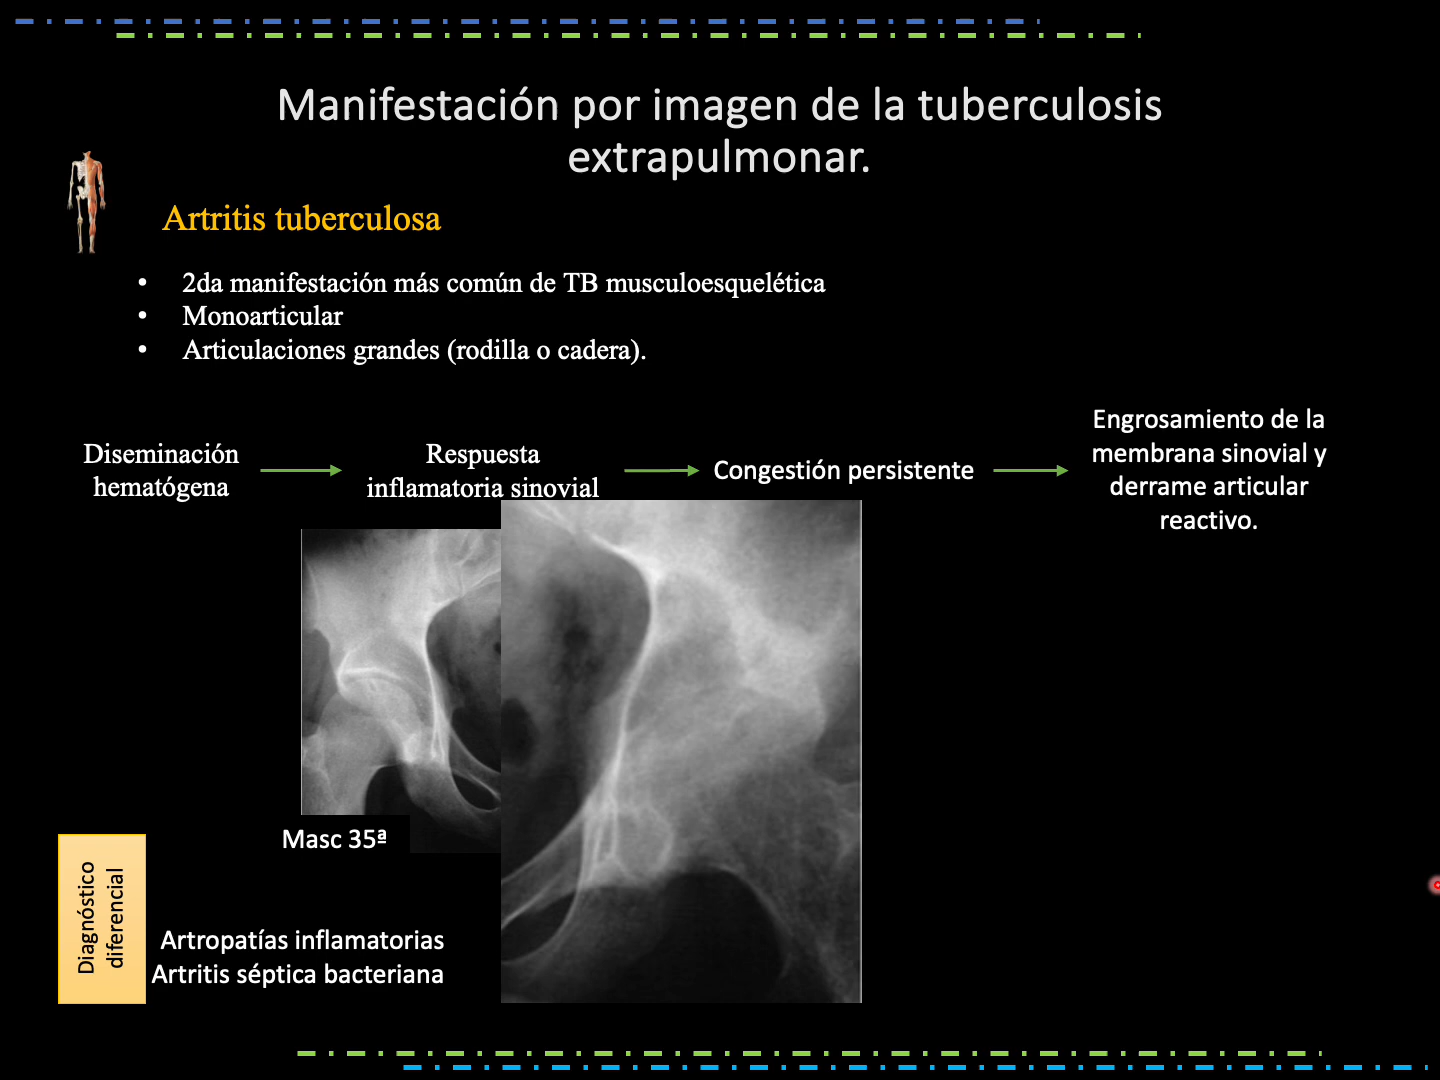 Manifestación por imagen de la tuberculosis
extrapulmonar.
Artritis tuberculosa
• 2da manifestación más común de TB musculoesquelética
• Monoarticular
• Articulaciones grandes (rodilla o cadera).
Diseminación
hematógena
Respuesta
inflamatoria sinovial
Congestión persistente
Engrosamiento de la
membrana sinovial y
derrame articular
reactivo.
Masc 35ª
Diagnóstico
diferencial
Artropatías inflamatorias
Artritis séptica bacteriana